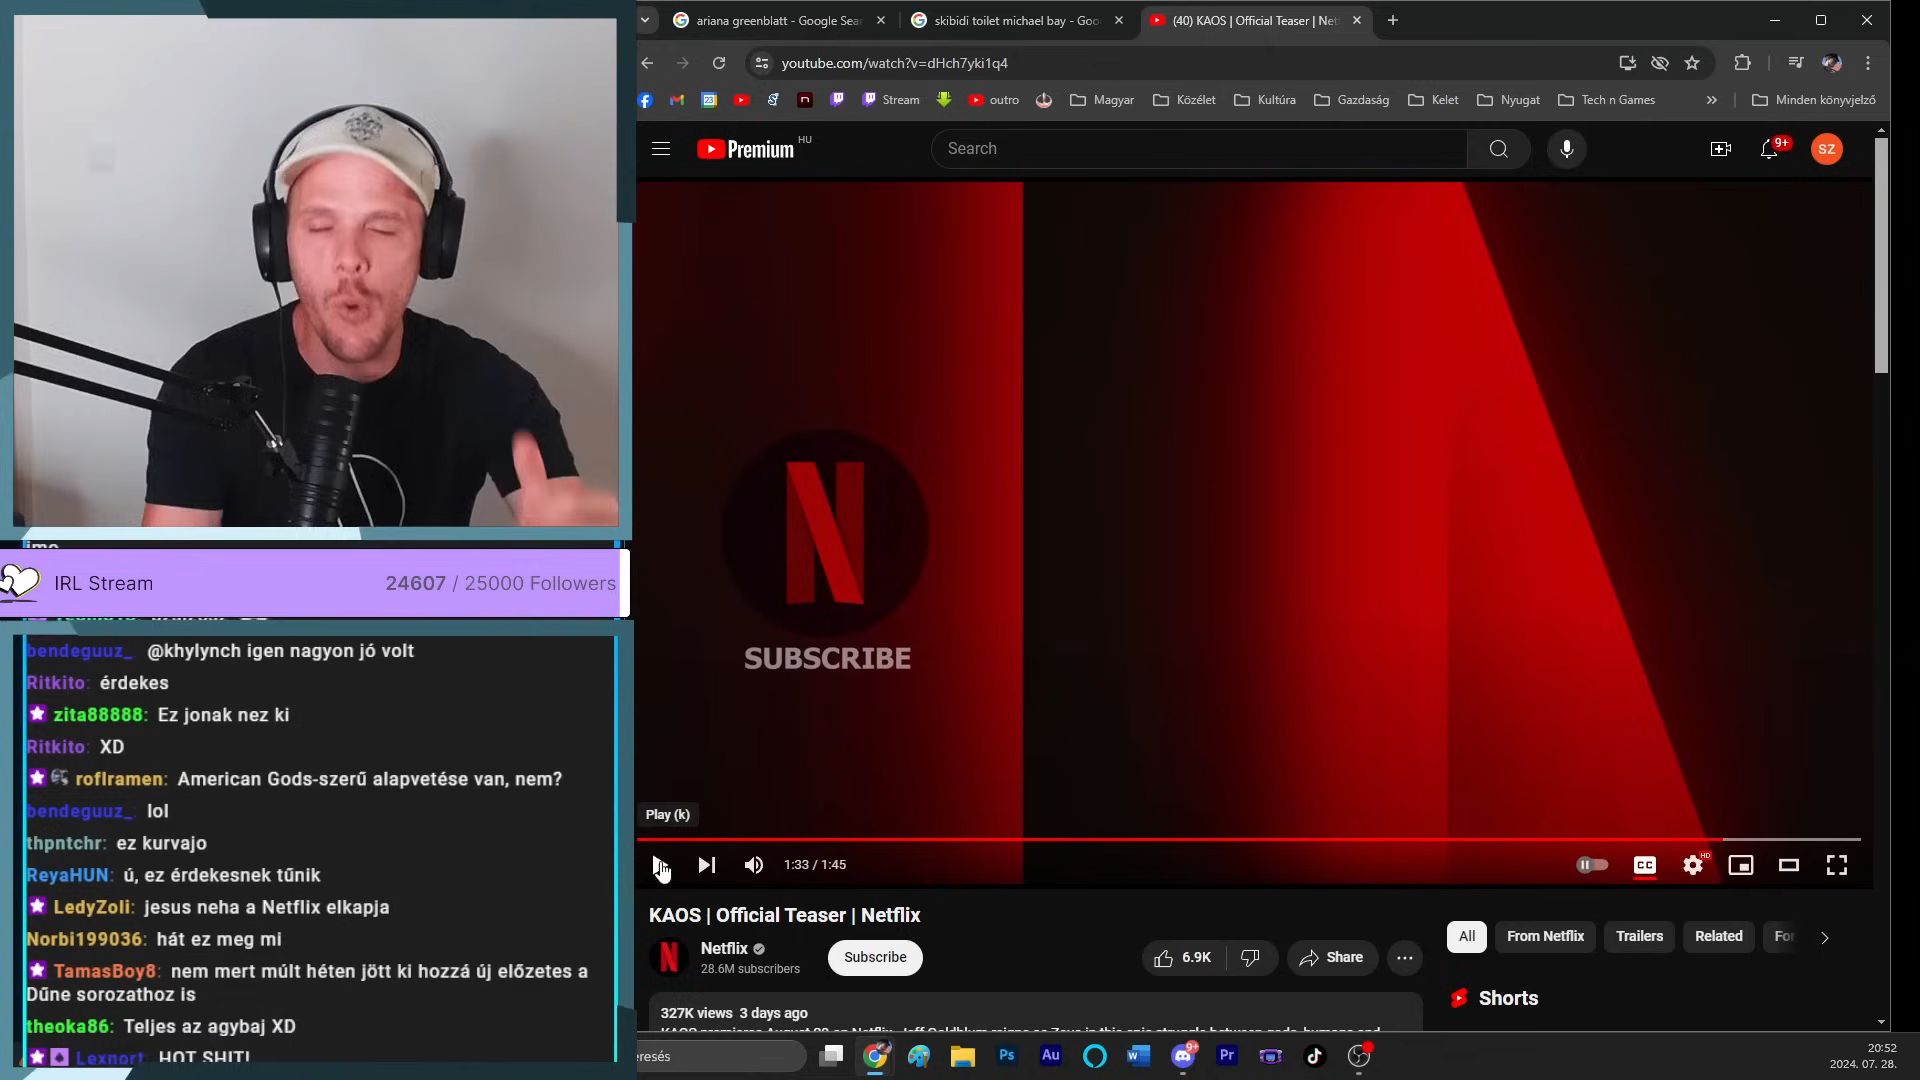 ariana greenblatt - Google Sear
skibidi toilet michael bay - Goo
(40) KAOS | Official Teaser | Net
youtube.com/watch?v=dHch7yki1q4
23
Stream
outro
Magyar
Közélet
Kultúra
Gazdaság
Kelet
Nyugat
Tech n Games
Minden könyvjelző
Premium HU
Search
9+
SZ
SUBSCRIBE
Play (k)
1:33 / 1:45
CC
HD
KAOS | Official Teaser | Netflix
Netflix
28.6M subscribers
Subscribe
6.9K
Share
All
From Netflix
Trailers
Related
For
Shorts
327K views 3 days ago
IRL Stream
24607 / 25000 Followers
bendeguuz_ @khylynch igen nagyon jó volt
Ritkito: érdekes
zita88888: Ez jonak nez ki
Ritkito: XD
roflramen: American Gods-szerű alapvetése van, nem?
bendeguuz_: lol
thpntchr: ez kurvajo
ReyaHUN: ú, ez érdekesnek tűnik
LedyZoli: jesus neha a Netflix elkapja
Norbi199036: hát ez meg mi
TamasBoy8: nem mert múlt héten jött ki hozzá új előzetes a
Dűne sorozathoz is
theoka86: Teljes az agybaj XD
Lexnort: HOT SHIT!
eresés
Ps
Au
9+
Pr
20:52
2024. 07. 28.